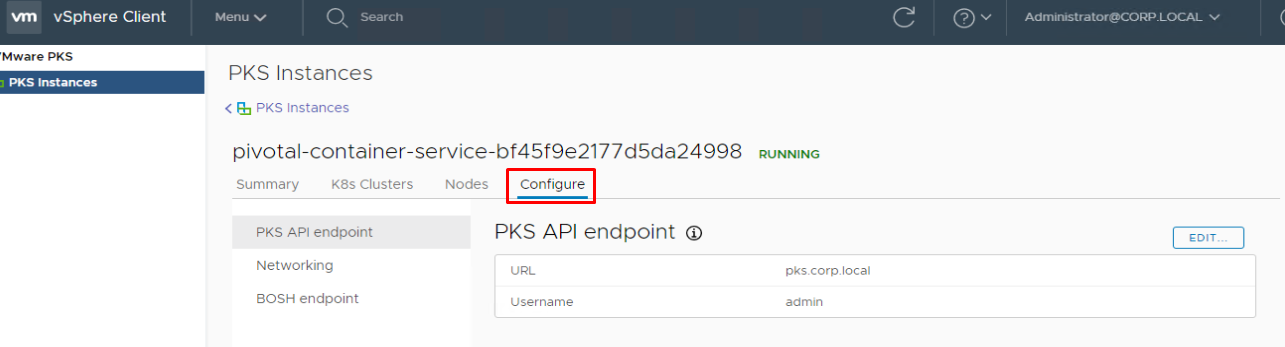 vm vSphere Client Menu Search ? Administrator@CORP.LOCAL
VMware PKS
PKS Instances
PKS Instances
PKS Instances
pivotal-container-service-bf45f9e2177d5da24998 RUNNING
Summary K8s Clusters Nodes Configure
PKS API endpoint
Networking
BOSH endpoint
PKS API endpoint
EDIT...
URL pks.corp.local
Username admin